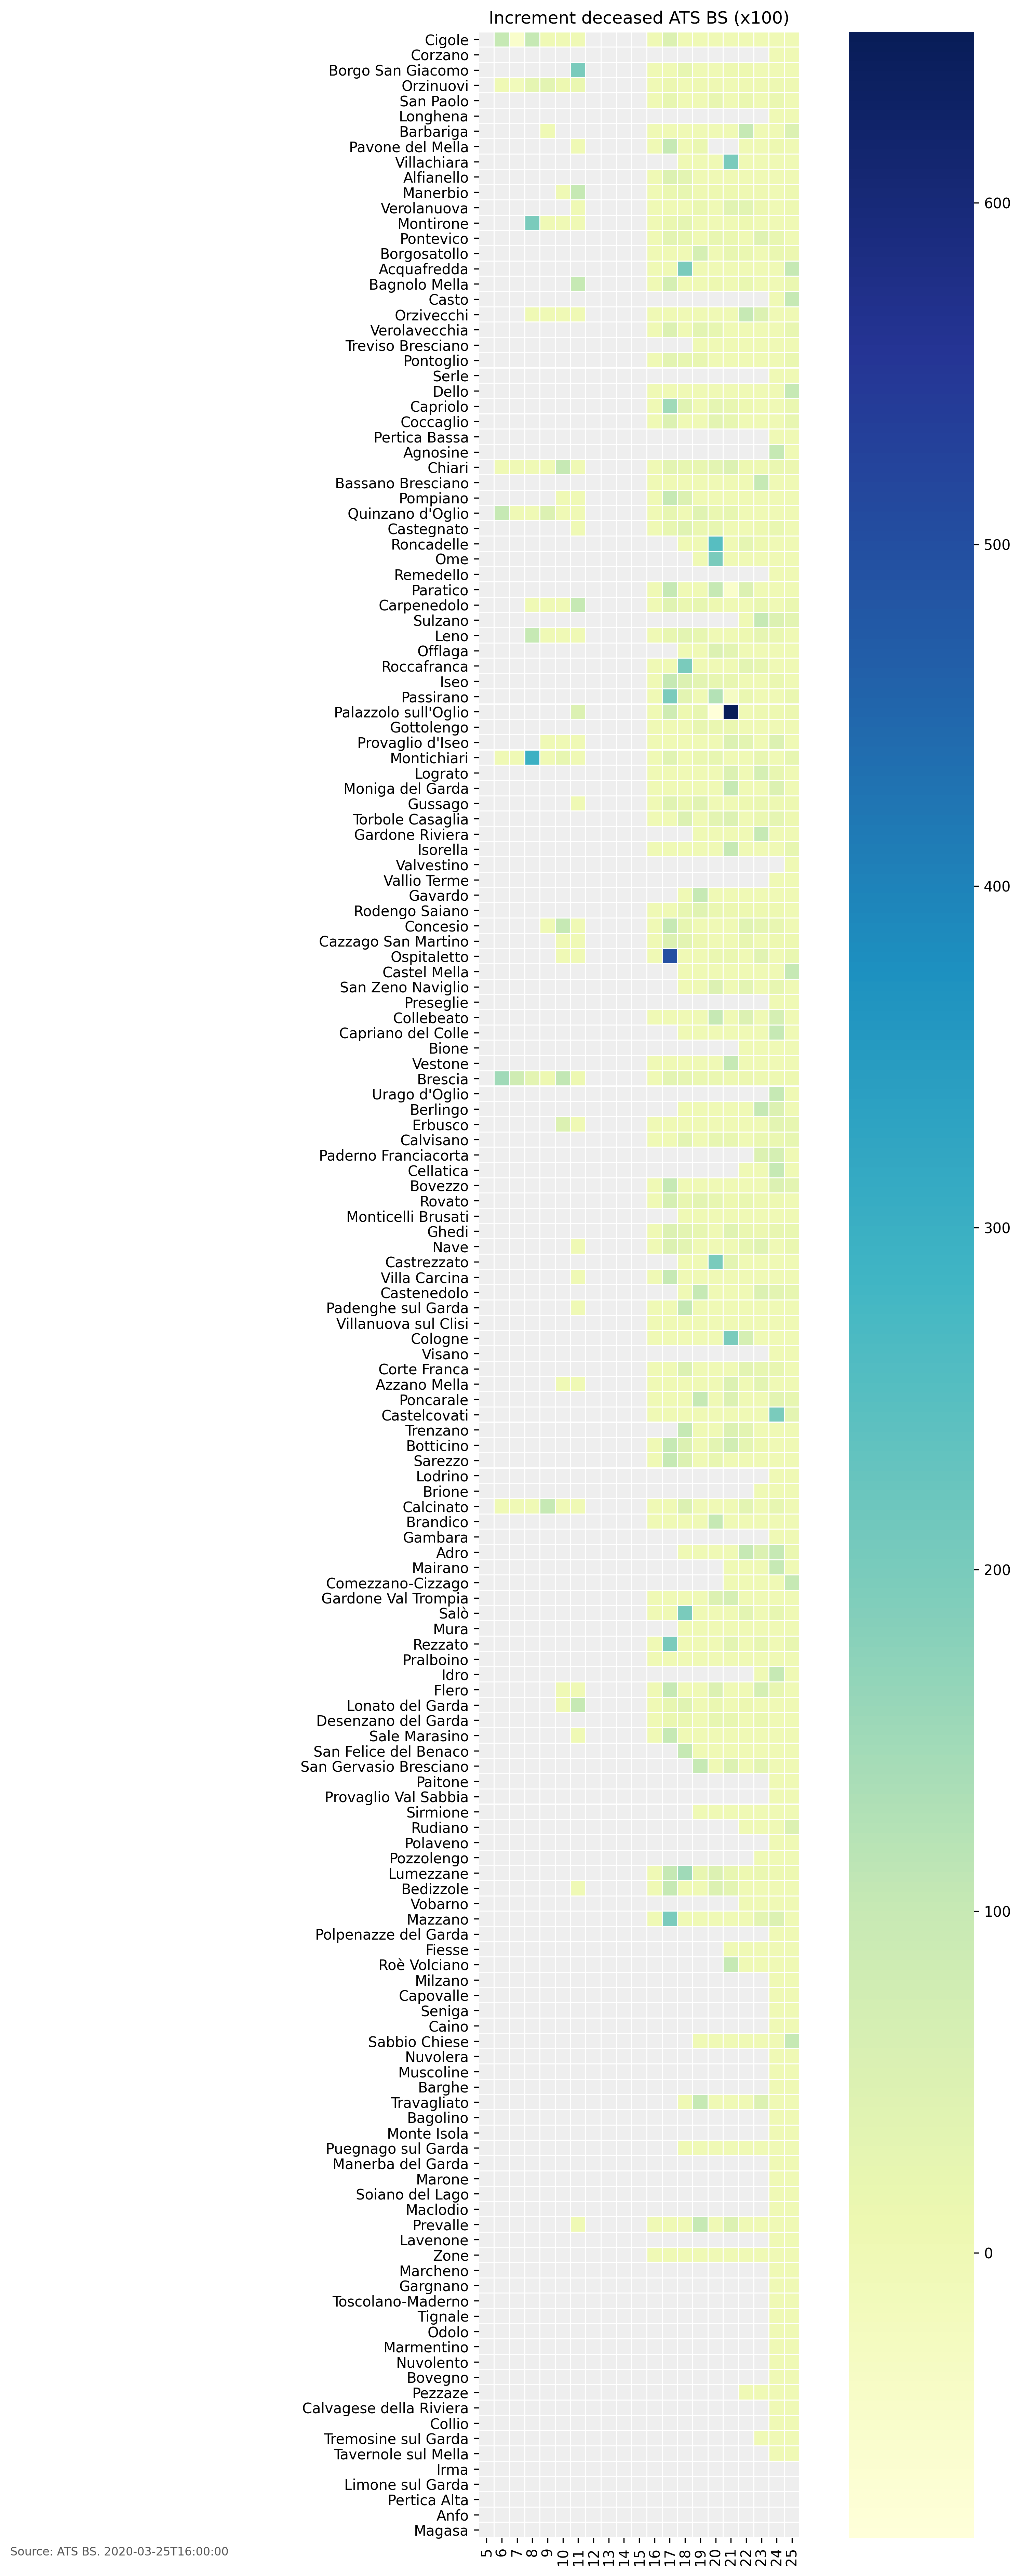 Increment deceased ATS BS (x100)
Cigole
Corzano
Borgo San Giacomo
Orzinuovi
San Paolo
Longhena
Barbariga
Pavone del Mella
Villachiara
Alfianello
Manerbio
Verolanuova
Montirone
Pontevico
Borgosatollo
Acquafredda
Bagnolo Mella
Casto
Orzivecchi
Verolavecchia
Treviso Bresciano
Pontoglio
Serle
Dello
Capriolo
Coccaglio
Pertica Bassa
Agnosine
Chiari
Bassano Bresciano
Pompiano
Quinzano d'Oglio
Castegnato
Roncadelle
Ome
Remedello
Paratico
Carpenedolo
Sulzano
Leno
Offlaga
Roccafranca
Iseo
Passirano
Palazzolo sull'Oglio
Gottolengo
Provaglio d'Iseo
Montichiari
Lograto
Moniga del Garda
Gussago
Torbole Casaglia
Gardone Riviera
Isorella
Valvestino
Vallio Terme
Gavardo
Rodengo Saiano
Concesio
Cazzago San Martino
Ospitaletto
Castel Mella
San Zeno Naviglio
Preseglie
Collebeato
Capriano del Colle
Bione
Vestone
Brescia
Urago d'Oglio
Berlingo
Erbusco
Calvisano
Paderno Franciacorta
Cellatica
Bovezzo
Rovato
Monticelli Brusati
Ghedi
Nave
Castrezzato
Villa Carcina
Castenedolo
Padenghe sul Garda
Villanuova sul Clisi
Cologne
Visano
Corte Franca
Azzano Mella
Poncarale
Castelcovati
Trenzano
Botticino
Sarezzo
Lodrino
Brione
Calcinato
Brandico
Gambara
Adro
Mairano
Comezzano-Cizzago
Gardone Val Trompia
Salò
Mura
Rezzato
Pralboino
Idro
Flero
Lonato del Garda
Desenzano del Garda
Sale Marasino
San Felice del Benaco
San Gervasio Bresciano
Paitone
Provaglio Val Sabbia
Sirmione
Rudiano
Polaveno
Pozzolengo
Lumezzane
Bedizzole
Vobarno
Mazzano
Polpenazze del Garda
Fiesse
Roè Volciano
Milzano
Capovalle
Seniga
Caino
Sabbio Chiese
Nuvolera
Muscoline
Barghe
Travagliato
Bagolino
Monte Isola
Puegnago sul Garda
Manerba del Garda
Marone
Soiano del Lago
Maclodio
Prevalle
Lavenone
Zone
Marcheno
Gargnano
Toscolano-Maderno
Tignale
Odolo
Marmentino
Nuvolento
Bovegno
Pezzaze
Calvagese della Riviera
Collio
Tremosine sul Garda
Tavernole sul Mella
Irma
Limone sul Garda
Pertica Alta
Anfo
Magasa
5 6 7 8 9 10 11 12 13 14 15 16 17 18 19 20 21 22 23 24 25
600
500
400
300
200
100
0
Source: ATS BS. 2020-03-25T16:00:00